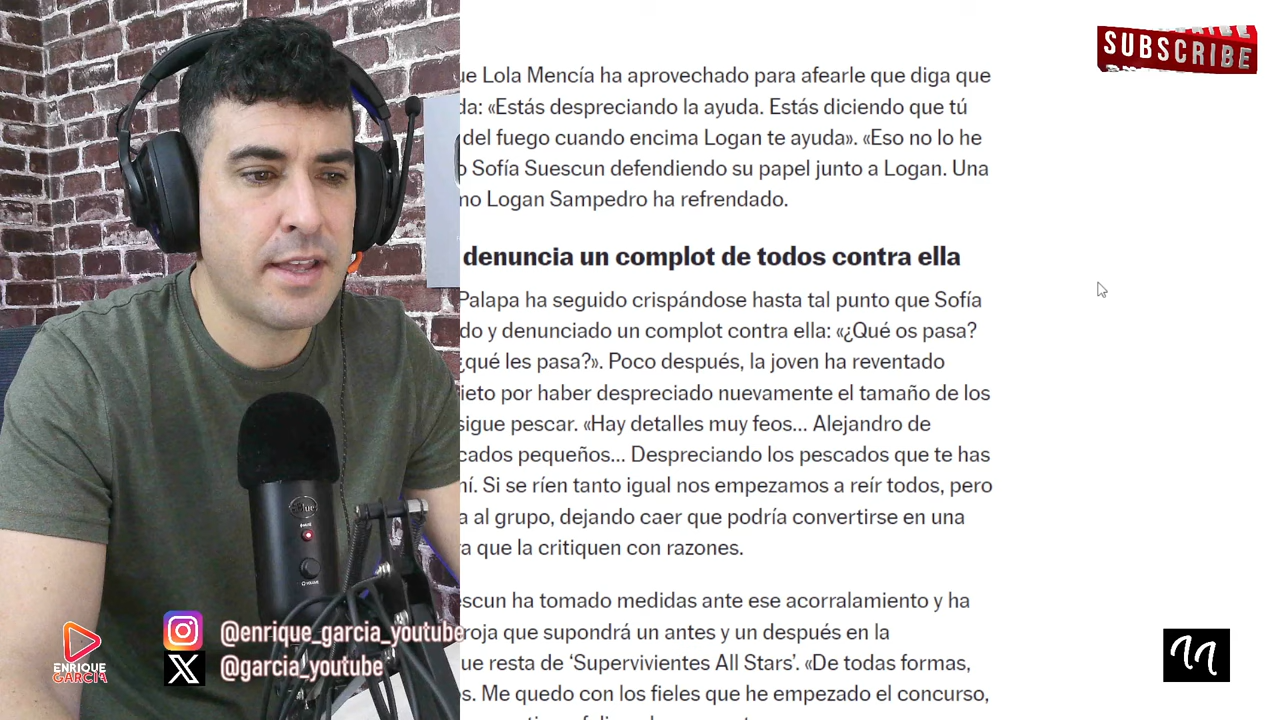 SUBSCRIBE
ue Lola Mencía ha aprovechado para afearle que diga que
da: «Estás despreciando la ayuda. Estás diciendo que tú
del fuego cuando encima Logan te ayuda». «Eso no lo he
o Sofía Suescun defendiendo su papel junto a Logan. Una
mo Logan Sampedro ha refrendado.
denuncia un complot de todos contra ella
Palapa ha seguido crispándose hasta tal punto que Sofía
do y denunciado un complot contra ella: «¿Qué os pasa?
¿qué les pasa?». Poco después, la joven ha reventado
rieto por haber despreciado nuevamente el tamaño de los
sigue pescar. «Hay detalles muy feos... Alejandro de
cados pequeños... Despreciando los pescados que te has
hí. Si se ríen tanto igual nos empezamos a reír todos, pero
a al grupo, dejando caer que podría convertirse en una
ra que la critiquen con razones.
escun ha tomado medidas ante ese acorralamiento y ha
roja que supondrá un antes y un después en la
ue resta de ‘Supervivientes All Stars’. «De todas formas,
os. Me quedo con los fieles que he empezado el concurso,
Blue
ENRIQUE
GARCIA
@enrique_garcia_youtube
@garcia_youtube